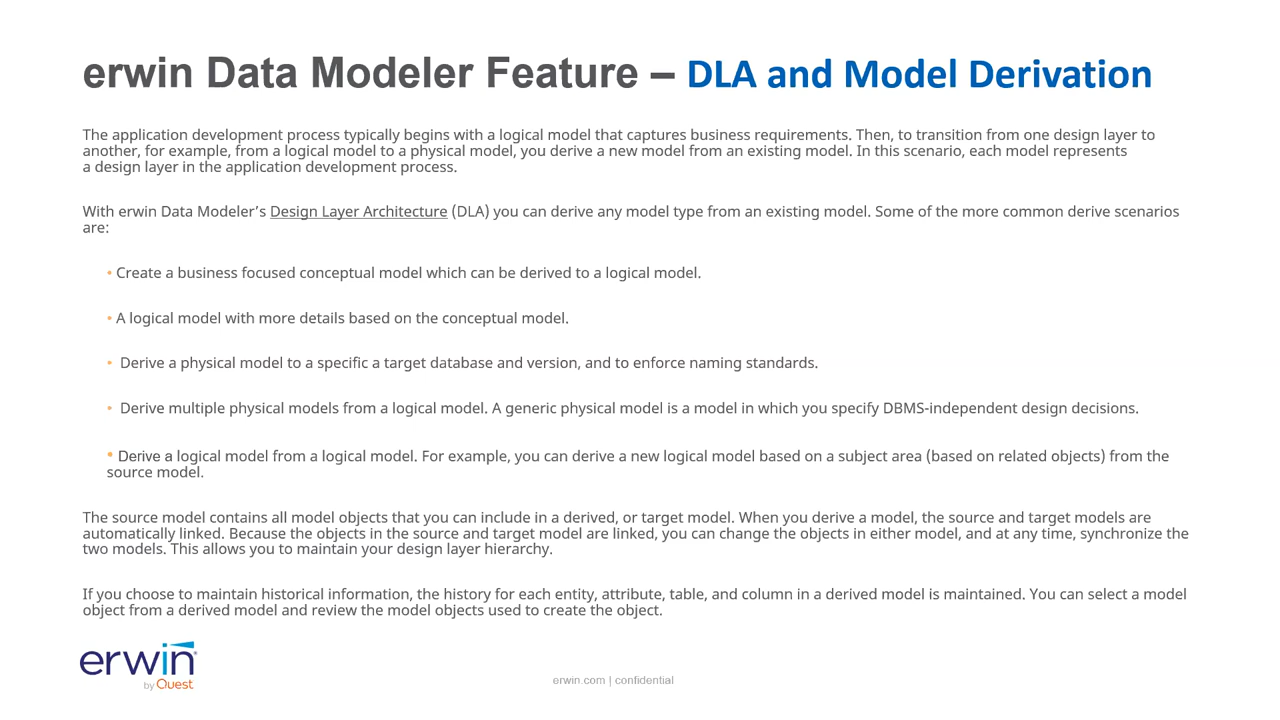 erwin Data Modeler Feature – DLA and Model Derivation
The application development process typically begins with a logical model that captures business requirements. Then, to transition from one design layer to
another, for example, from a logical model to a physical model, you derive a new model from an existing model. In this scenario, each model represents
a design layer in the application development process.
With erwin Data Modeler’s Design Layer Architecture (DLA) you can derive any model type from an existing model. Some of the more common derive scenarios
are:
• Create a business focused conceptual model which can be derived to a logical model.
• A logical model with more details based on the conceptual model.
• Derive a physical model to a specific a target database and version, and to enforce naming standards.
• Derive multiple physical models from a logical model. A generic physical model is a model in which you specify DBMS-independent design decisions.
• Derive a logical model from a logical model. For example, you can derive a new logical model based on a subject area (based on related objects) from the
source model.
The source model contains all model objects that you can include in a derived, or target model. When you derive a model, the source and target models are
automatically linked. Because the objects in the source and target model are linked, you can change the objects in either model, and at any time, synchronize the
two models. This allows you to maintain your design layer hierarchy.
If you choose to maintain historical information, the history for each entity, attribute, table, and column in a derived model is maintained. You can select a model
object from a derived model and review the model objects used to create the object.
erwin®
by Quest
erwin.com | confidential